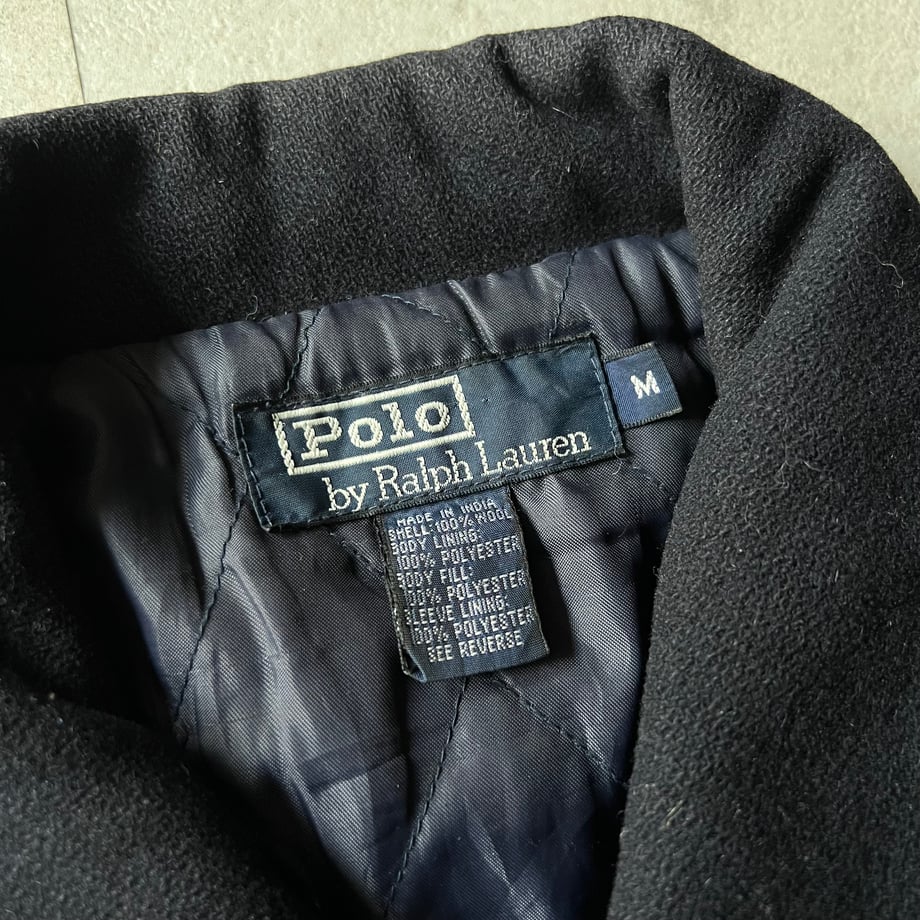 Polo
by Ralph Lauren
M
MADE IN INDIA
SHELL: 100% WOOL
BODY LINING:
100% POLYESTER
BODY FILL:
100% POLYESTER
SLEEVE LINING:
100% POLYESTER
SEE REVERSE